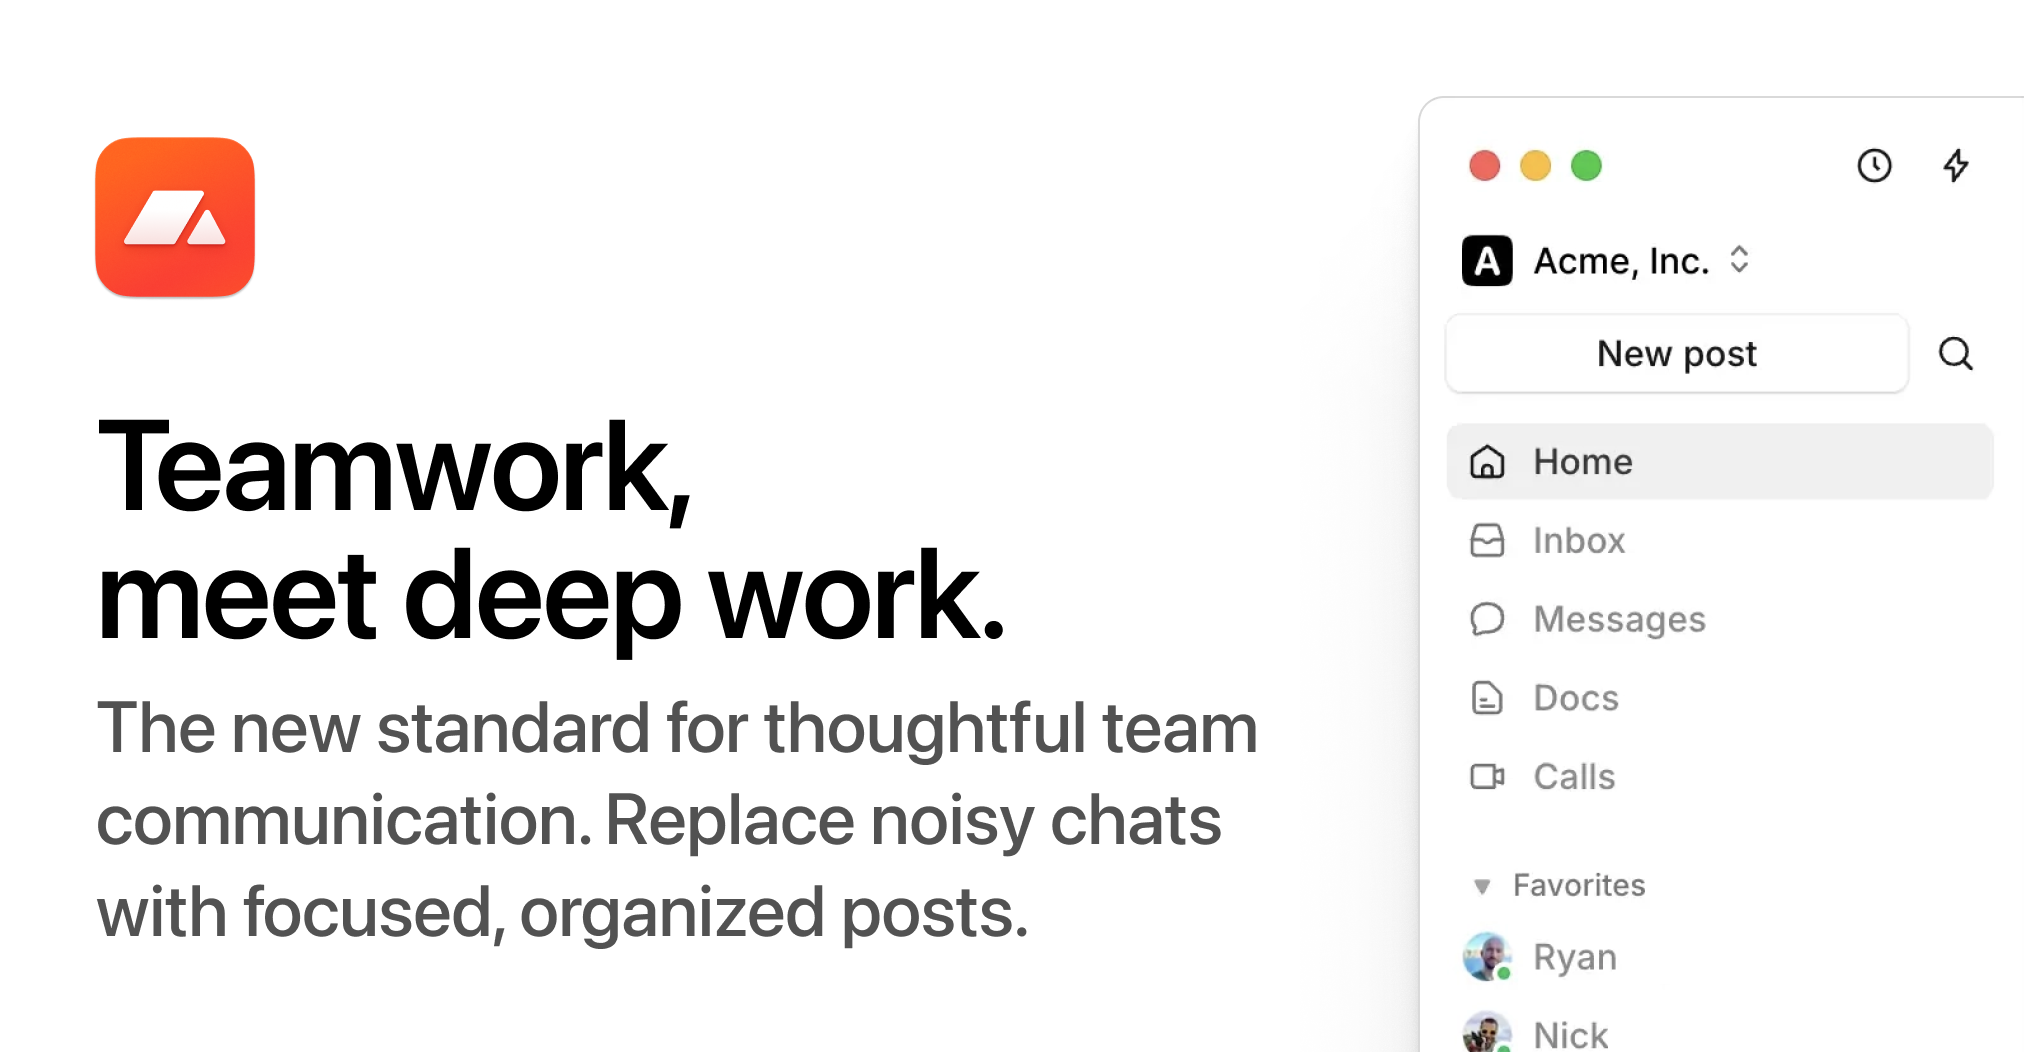 Teamwork,
meet deep work.
The new standard for thoughtful team
communication. Replace noisy chats
with focused, organized posts.
A Acme, Inc.
New post
Home
Inbox
Messages
Docs
Calls
Favorites
Ryan
Nick